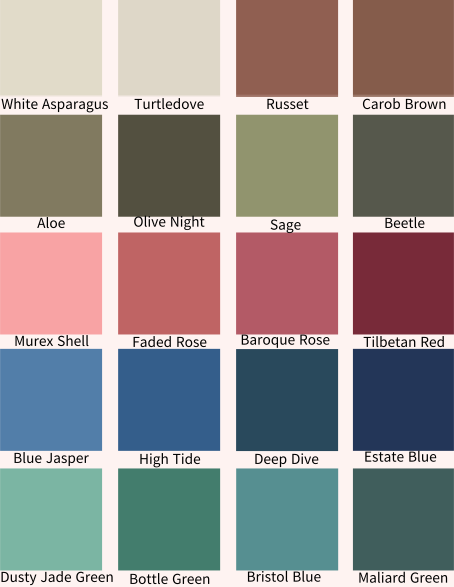 White Asparagus Turtledove Russet Carob Brown
Aloe Olive Night Sage Beetle
Murex Shell Faded Rose Baroque Rose Tilbetan Red
Blue Jasper High Tide Deep Dive Estate Blue
Dusty Jade Green Bottle Green Bristol Blue Maliard Green